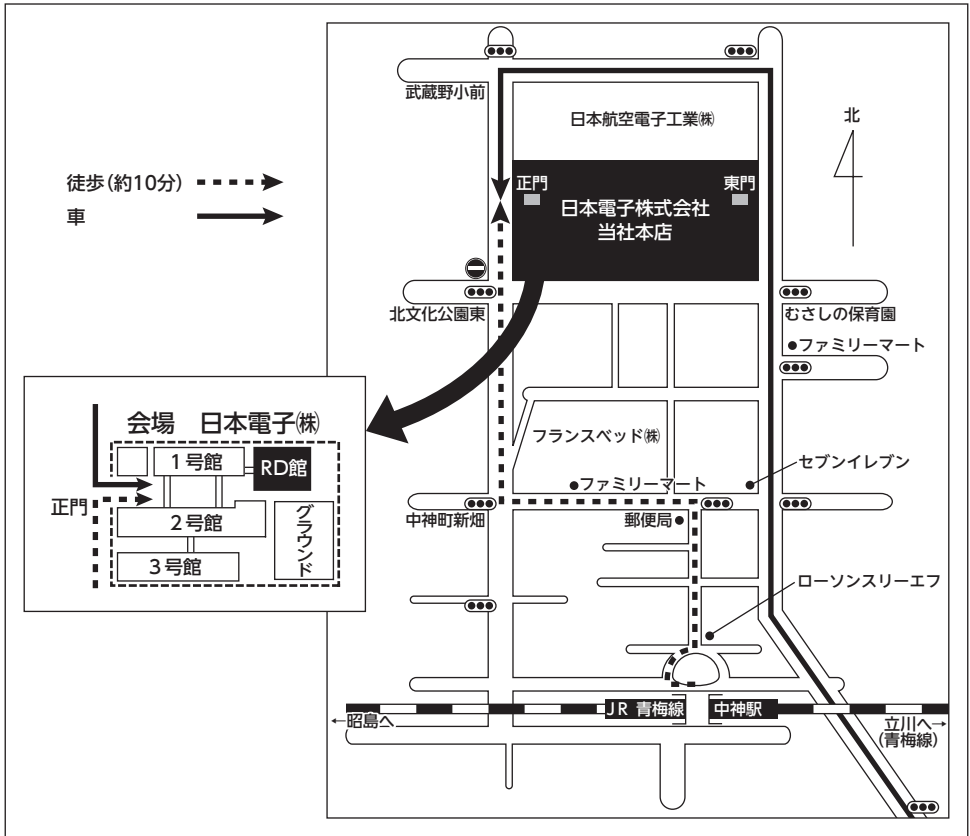 武蔵野小前
日本航空電子工業㈱
北
徒歩(約10分)
車
正門
東門
日本電子株式会社
当社本店
北文化公園東
むさしの保育園
●ファミリーマート
会場 日本電子㈱
1号館
RD館
正門
2号館
グラウンド
3号館
フランスベッド㈱
セブンイレブン
●ファミリーマート
中神町新畑
郵便局●
ローソンスリーエフ
JR 青梅線
中神駅
←昭島へ
立川へ→
(青梅線)